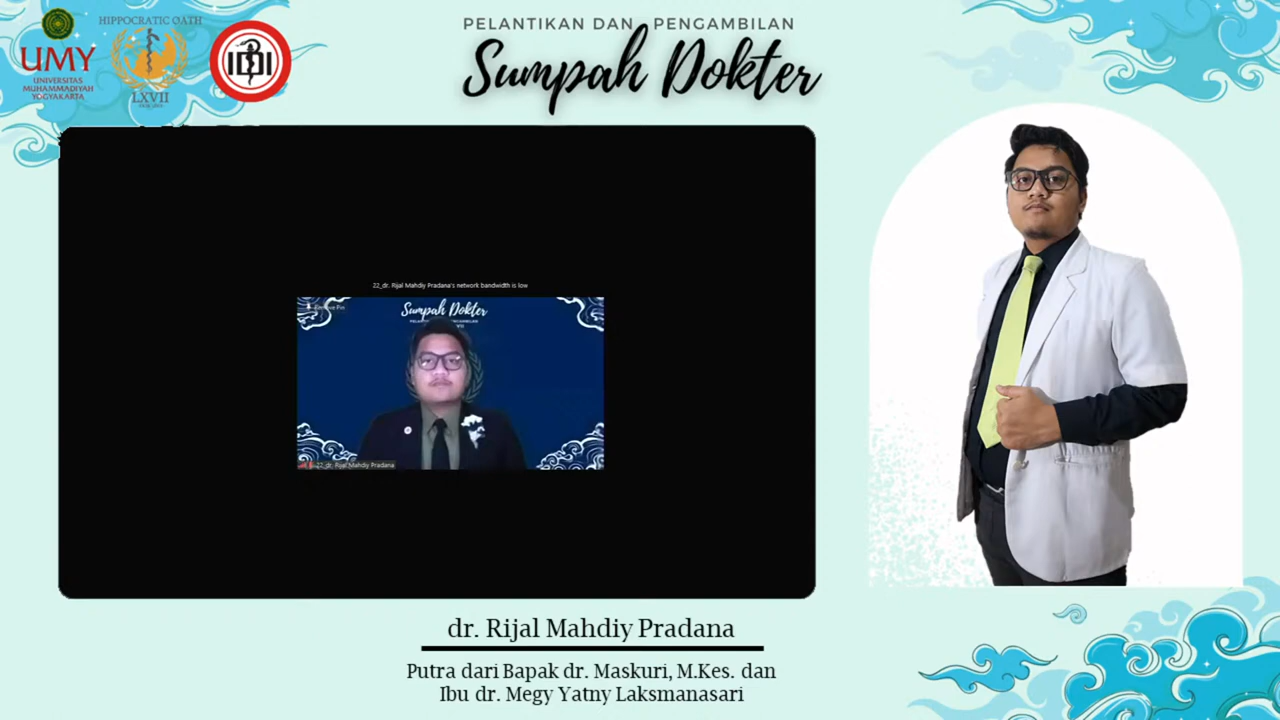 UMY
UNIVERSITAS
MUHAMMADIYAH
YOGYAKARTA
HIPPOCRATIC OATH
LXVII
IDI
PELANTIKAN DAN PENGAMBILAN
Sumpah Dokter
22_dr. Rijal Mahdiy Pradana's network bandwidth is low
Sumpah Dokter
22_dr. Rijal Mahdiy Pradana
dr. Rijal Mahdiy Pradana
Putra dari Bapak dr. Maskuri, M.Kes. dan
Ibu dr. Megy Yatny Laksmanasari